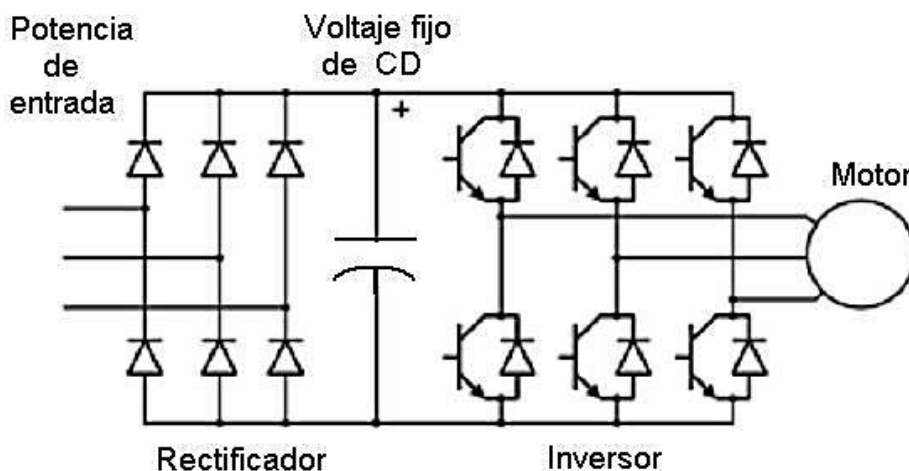 Potencia
de
entrada
Voltaje fijo
de CD
+
Motor
Rectificador
Inversor